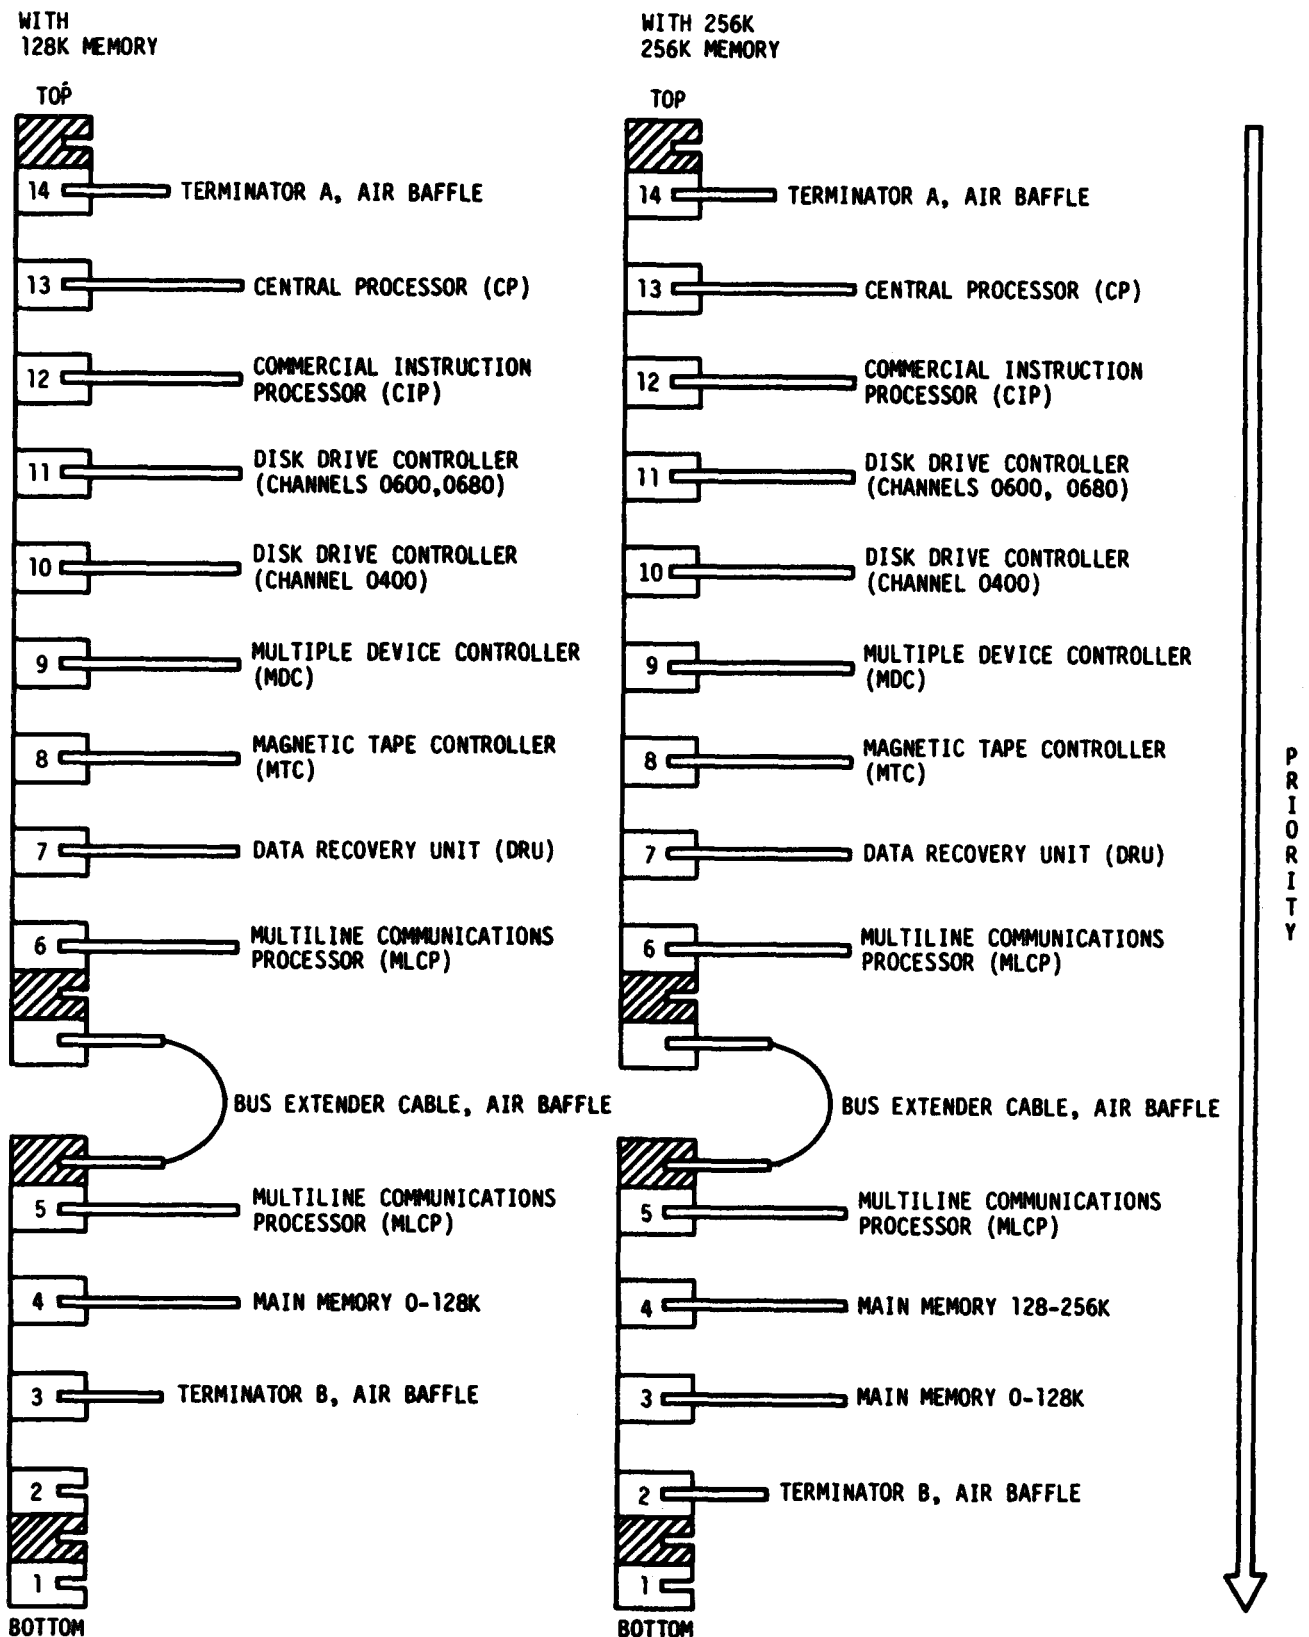 WITH
128K MEMORY
TOP
14
TERMINATOR A, AIR BAFFLE
13
CENTRAL PROCESSOR (CP)
12
COMMERCIAL INSTRUCTION
PROCESSOR (CIP)
11
DISK DRIVE CONTROLLER
(CHANNELS 0600,0680)
10
DISK DRIVE CONTROLLER
(CHANNEL 0400)
9
MULTIPLE DEVICE CONTROLLER
(MDC)
8
MAGNETIC TAPE CONTROLLER
(MTC)
7
DATA RECOVERY UNIT (DRU)
6
MULTILINE COMMUNICATIONS
PROCESSOR (MLCP)
BUS EXTENDER CABLE, AIR BAFFLE
5
MULTILINE COMMUNICATIONS
PROCESSOR (MLCP)
4
MAIN MEMORY 0-128K
3
TERMINATOR B, AIR BAFFLE
2
1
BOTTOM
WITH 256K
256K MEMORY
TOP
14
TERMINATOR A, AIR BAFFLE
13
CENTRAL PROCESSOR (CP)
12
COMMERCIAL INSTRUCTION
PROCESSOR (CIP)
11
DISK DRIVE CONTROLLER
(CHANNELS 0600, 0680)
10
DISK DRIVE CONTROLLER
(CHANNEL 0400)
9
MULTIPLE DEVICE CONTROLLER
(MDC)
8
MAGNETIC TAPE CONTROLLER
(MTC)
7
DATA RECOVERY UNIT (DRU)
6
MULTILINE COMMUNICATIONS
PROCESSOR (MLCP)
BUS EXTENDER CABLE, AIR BAFFLE
5
MULTILINE COMMUNICATIONS
PROCESSOR (MLCP)
4
MAIN MEMORY 128-256K
3
MAIN MEMORY 0-128K
2
TERMINATOR B, AIR BAFFLE
1
BOTTOM
PRIORITY